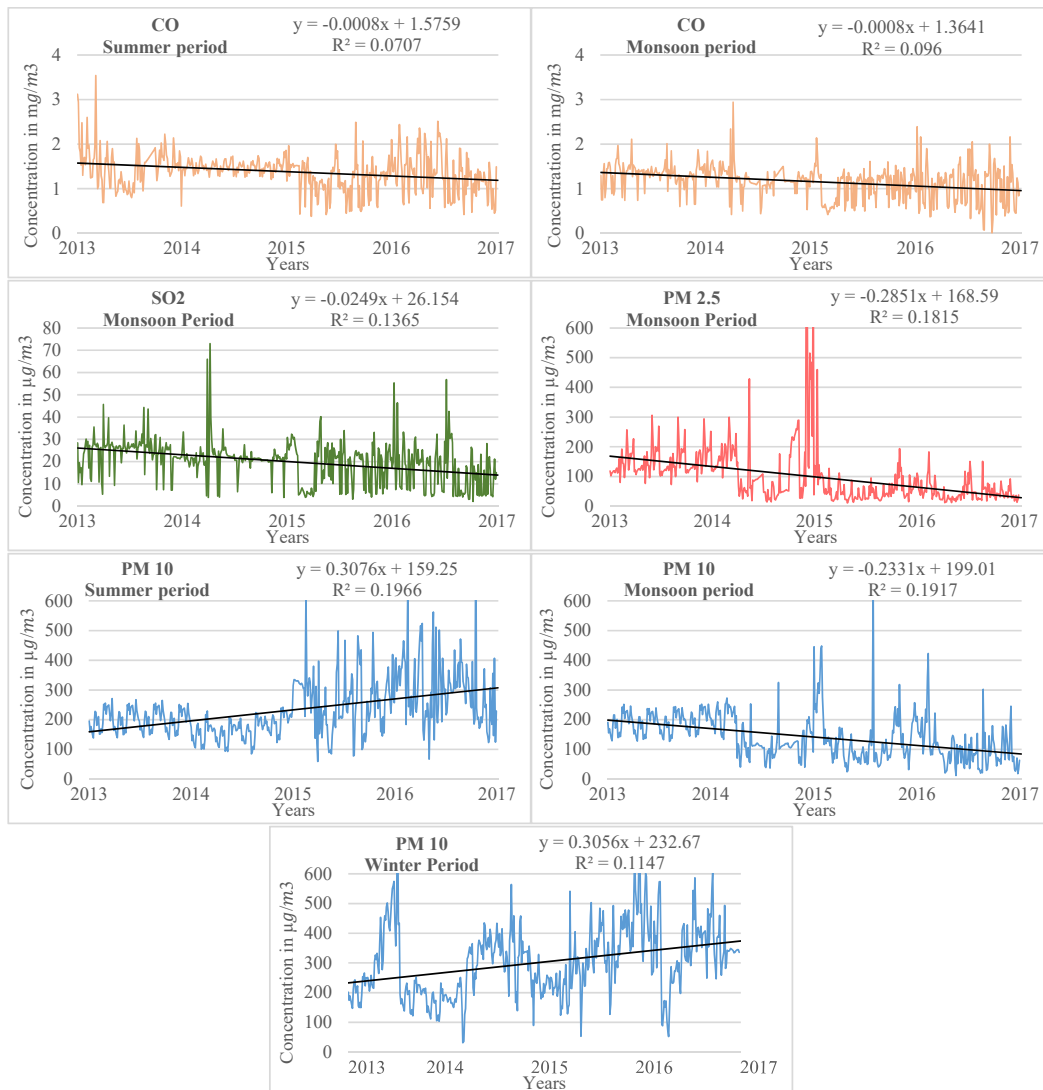 CO
Summer period
y = -0.0008x + 1.5759
R² = 0.0707
Concentration in mg/m3
4
3
2
1
0
2013 2014 2015 2016 2017
Years
CO
Monsoon period
y = -0.0008x + 1.3641
R² = 0.096
Concentration in mg/m3
4
3
2
1
0
2013 2014 2015 2016 2017
Years
SO2
Monsoon Period
y = -0.0249x + 26.154
R² = 0.1365
Concentration in µg/m3
80
70
60
50
40
30
20
10
0
2013 2014 2015 2016 2017
Years
PM 2.5
Monsoon Period
y = -0.2851x + 168.59
R² = 0.1815
Concentration in µg/m3
600
500
400
300
200
100
0
2013 2014 2015 2016 2017
Years
PM 10
Summer period
y = 0.3076x + 159.25
R² = 0.1966
Concentration in µg/m3
600
500
400
300
200
100
0
2013 2014 2015 2016 2017
Years
PM 10
Monsoon period
y = -0.2331x + 199.01
R² = 0.1917
Concentration in µg/m3
600
500
400
300
200
100
0
2013 2014 2015 2016 2017
Years
PM 10
Winter Period
y = 0.3056x + 232.67
R² = 0.1147
Concentration in µg/m3
600
500
400
300
200
100
0
2013 2014 2015 2016 2017
Years